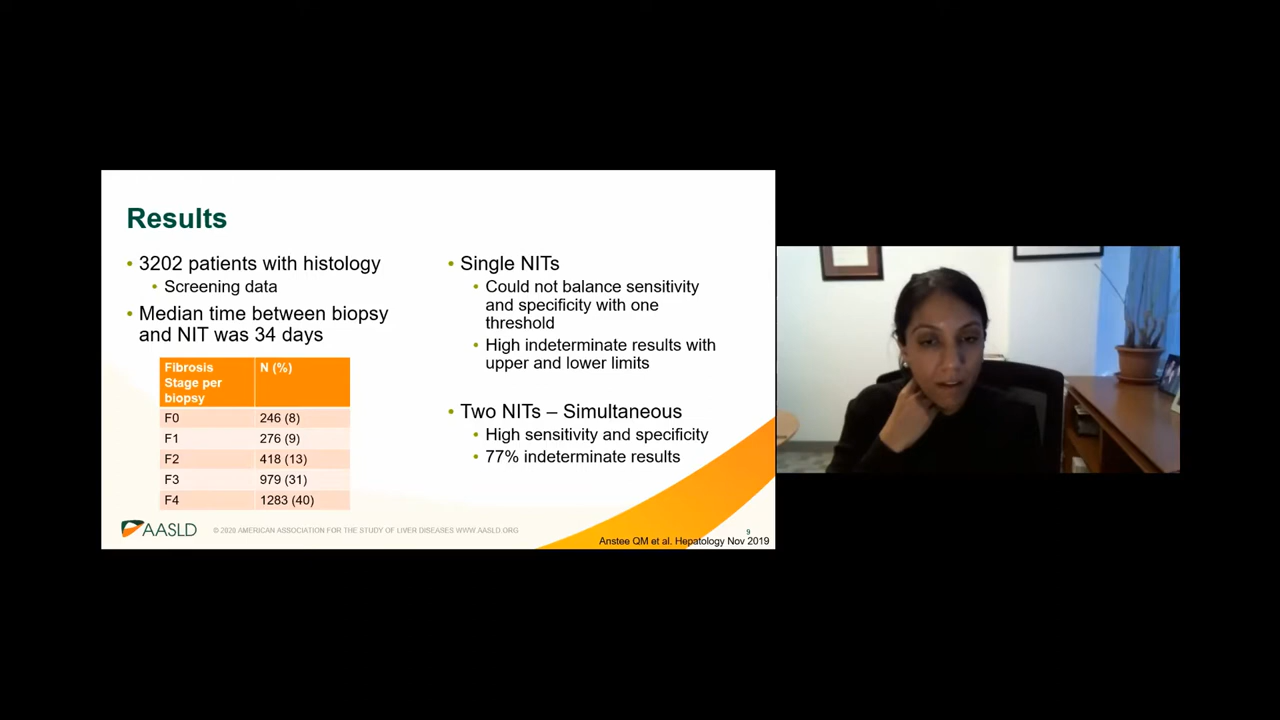 Results
• 3202 patients with histology
• Screening data
• Median time between biopsy
and NIT was 34 days
Fibrosis
Stage per
biopsy
N (%)
F0 246 (8)
F1 276 (9)
F2 418 (13)
F3 979 (31)
F4 1283 (40)
• Single NITs
• Could not balance sensitivity
and specificity with one
threshold
• High indeterminate results with
upper and lower limits
• Two NITs – Simultaneous
• High sensitivity and specificity
• 77% indeterminate results
AASLD
© 2020 AMERICAN ASSOCIATION FOR THE STUDY OF LIVER DISEASES WWW.AASLD.ORG
9
Anstee QM et al. Hepatology Nov 2019